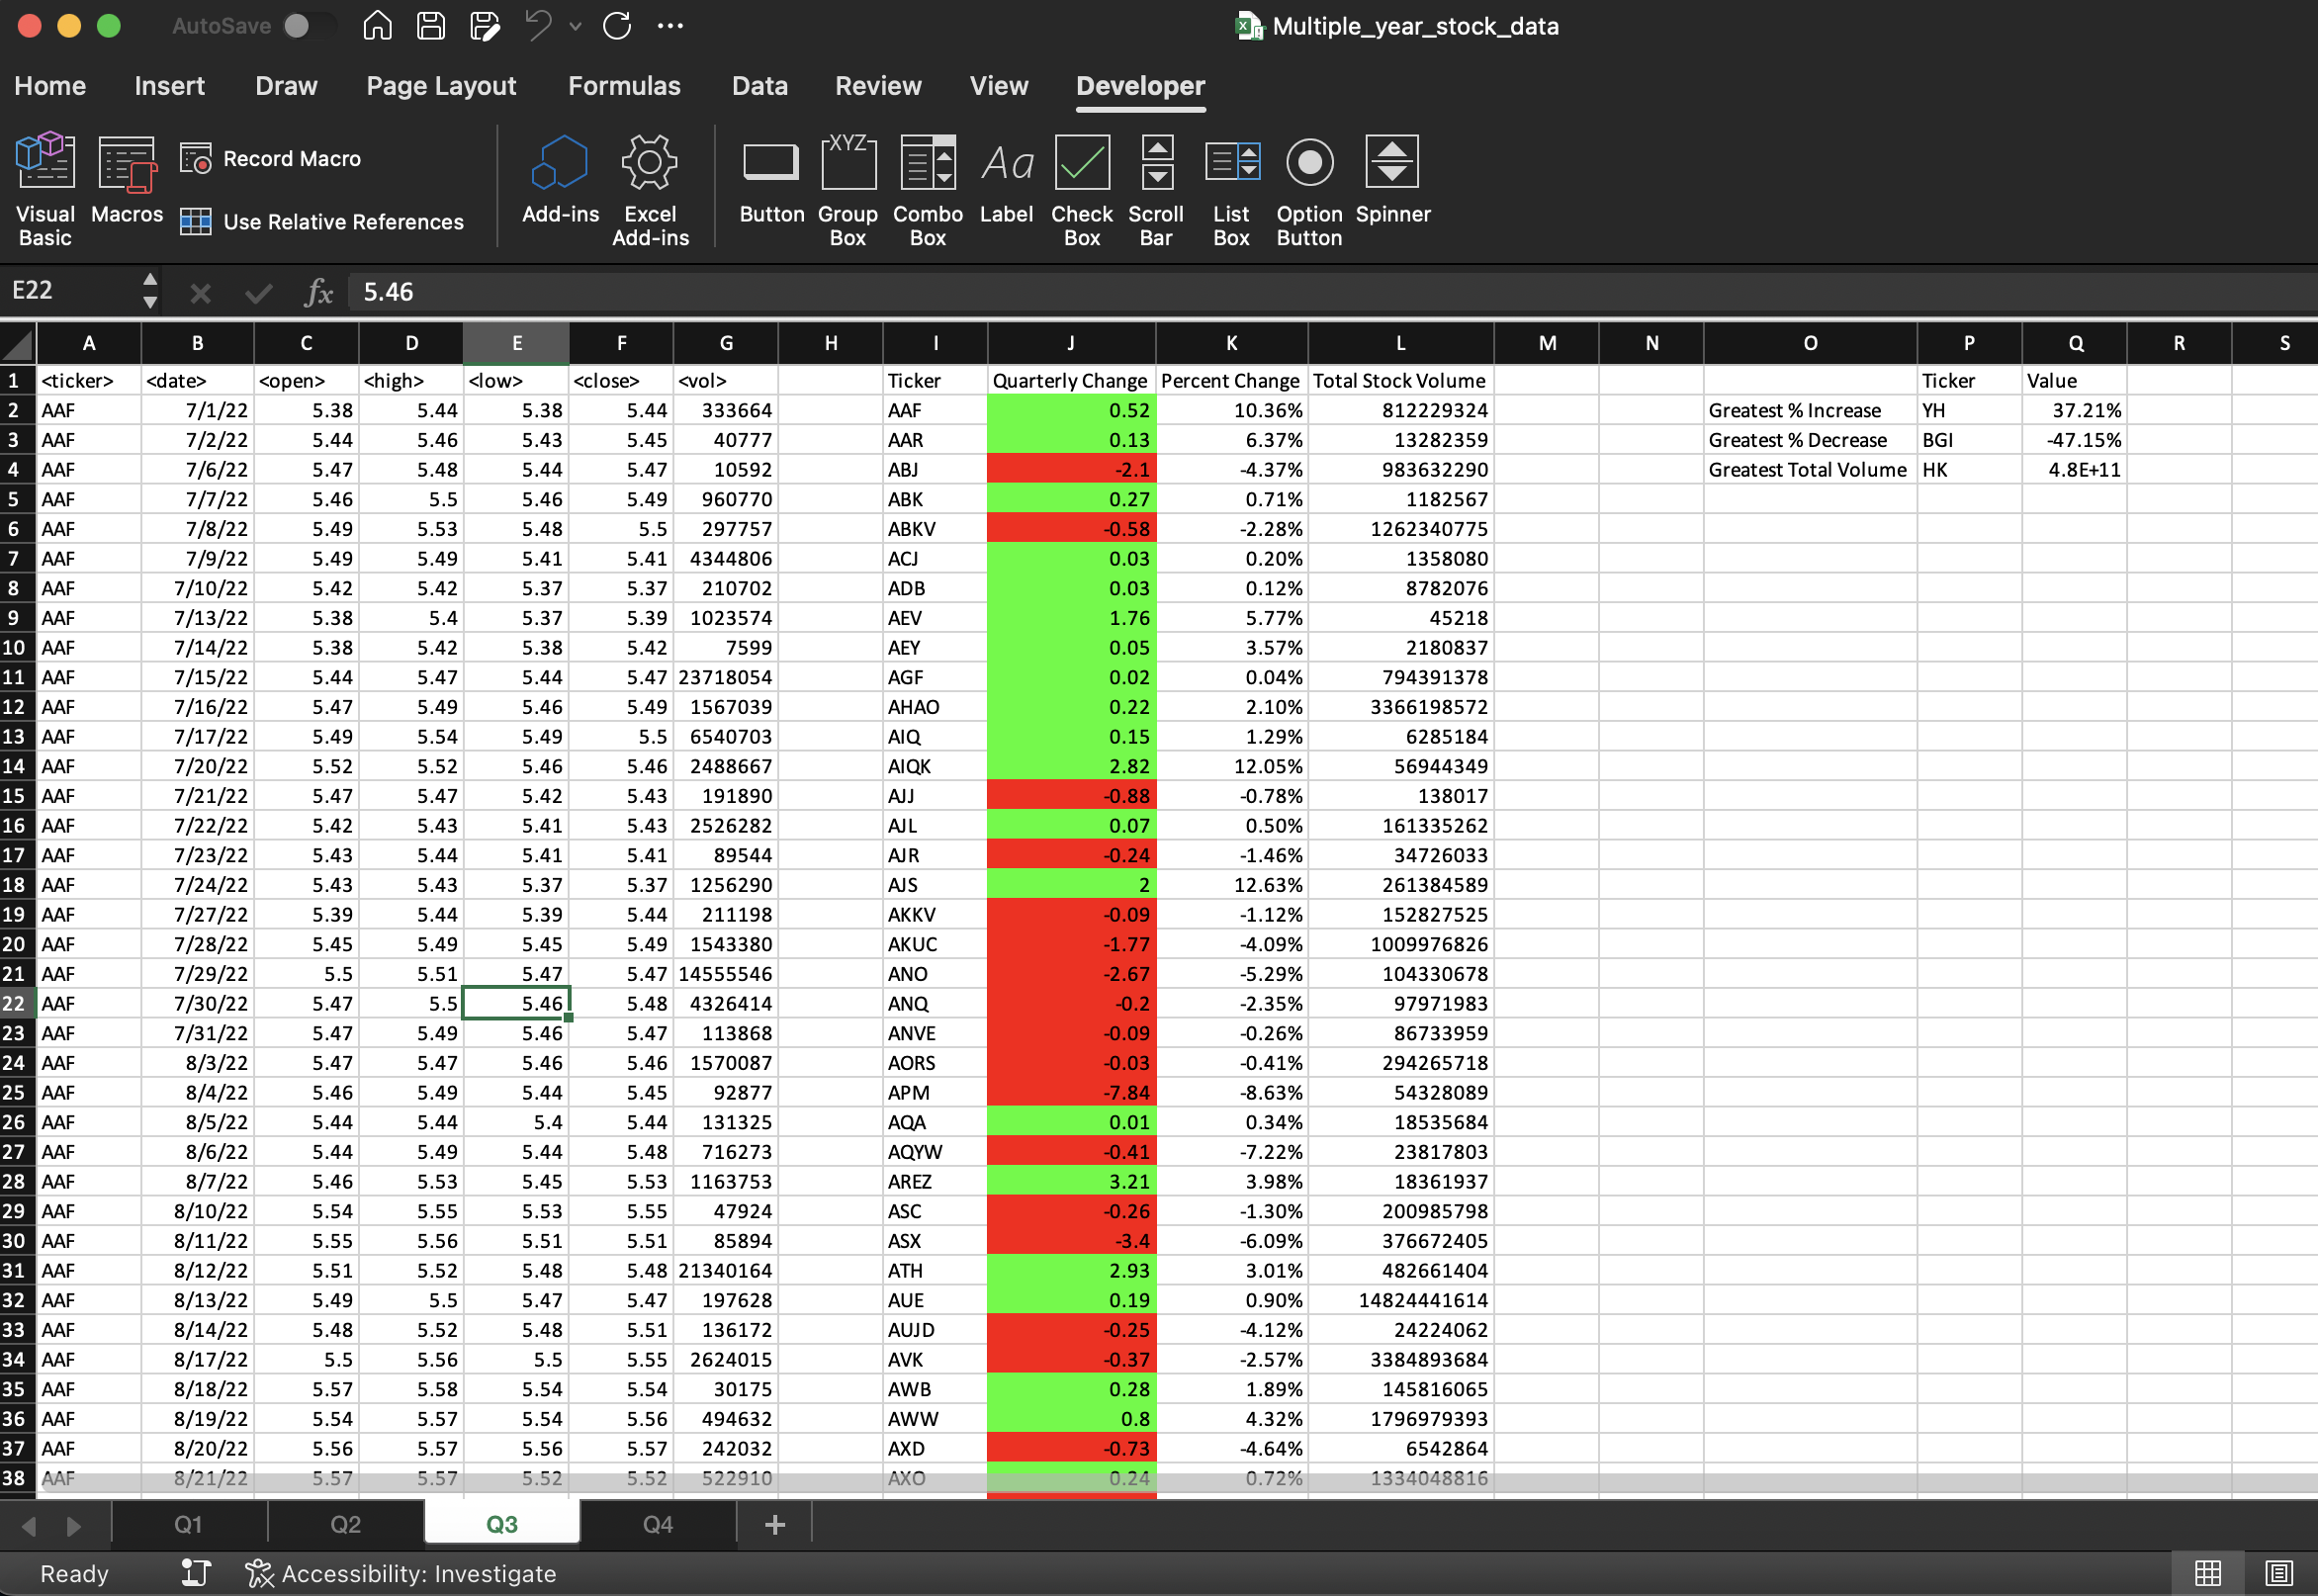 AutoSave Multiple_year_stock_data
Home Insert Draw Page Layout Formulas Data Review View Developer
Visual Basic Macros Record Macro Use Relative References Add-ins Excel Add-ins Button Group Box Combo Box Label Check Box Scroll Bar List Box Option Button Spinner
XYZ Aa
E22 fx 5.46
A B C D E F G H I J K L M N O P Q R S
1 <ticker> <date> <open> <high> <low> <close> <vol> Ticker Quarterly Change Percent Change Total Stock Volume Ticker Value
2 AAF 7/1/22 5.38 5.44 5.38 5.44 333664 AAF 0.52 10.36% 812229324 Greatest % Increase YH 37.21%
3 AAF 7/2/22 5.44 5.46 5.43 5.45 40777 AAR 0.13 6.37% 13282359 Greatest % Decrease BGI -47.15%
4 AAF 7/6/22 5.47 5.48 5.44 5.47 10592 ABJ -2.1 -4.37% 983632290 Greatest Total Volume HK 4.8E+11
5 AAF 7/7/22 5.46 5.5 5.46 5.49 960770 ABK 0.27 0.71% 1182567
6 AAF 7/8/22 5.49 5.53 5.48 5.5 297757 ABKV -0.58 -2.28% 1262340775
7 AAF 7/9/22 5.49 5.49 5.41 5.41 4344806 ACJ 0.03 0.20% 1358080
8 AAF 7/10/22 5.42 5.42 5.37 5.37 210702 ADB 0.03 0.12% 8782076
9 AAF 7/13/22 5.38 5.4 5.37 5.39 1023574 AEV 1.76 5.77% 45218
10 AAF 7/14/22 5.38 5.42 5.38 5.42 7599 AEY 0.05 3.57% 2180837
11 AAF 7/15/22 5.44 5.47 5.44 5.47 23718054 AGF 0.02 0.04% 794391378
12 AAF 7/16/22 5.47 5.49 5.46 5.49 1567039 AHAO 0.22 2.10% 3366198572
13 AAF 7/17/22 5.49 5.54 5.49 5.5 6540703 AIQ 0.15 1.29% 6285184
14 AAF 7/20/22 5.52 5.52 5.46 5.46 2488667 AIQK 2.82 12.05% 56944349
15 AAF 7/21/22 5.47 5.47 5.42 5.43 191890 AJJ -0.88 -0.78% 138017
16 AAF 7/22/22 5.42 5.43 5.41 5.43 2526282 AJL 0.07 0.50% 161335262
17 AAF 7/23/22 5.43 5.44 5.41 5.41 89544 AJR -0.24 -1.46% 34726033
18 AAF 7/24/22 5.43 5.43 5.37 5.37 1256290 AJS 2 12.63% 261384589
19 AAF 7/27/22 5.39 5.44 5.39 5.44 211198 AKKV -0.09 -1.12% 152827525
20 AAF 7/28/22 5.45 5.49 5.45 5.49 1543380 AKUC -1.77 -4.09% 1009976826
21 AAF 7/29/22 5.5 5.51 5.47 5.47 14555546 ANO -2.67 -5.29% 104330678
22 AAF 7/30/22 5.47 5.5 5.46 5.48 4326414 ANQ -0.2 -2.35% 97971983
23 AAF 7/31/22 5.47 5.49 5.46 5.47 113868 ANVE -0.09 -0.26% 86733959
24 AAF 8/3/22 5.47 5.47 5.46 5.46 1570087 AORS -0.03 -0.41% 294265718
25 AAF 8/4/22 5.46 5.49 5.44 5.45 92877 APM -7.84 -8.63% 54328089
26 AAF 8/5/22 5.44 5.44 5.4 5.44 131325 AQA 0.01 0.34% 18535684
27 AAF 8/6/22 5.44 5.49 5.44 5.48 716273 AQYW -0.41 -7.22% 23817803
28 AAF 8/7/22 5.46 5.53 5.45 5.53 1163753 AREZ 3.21 3.98% 18361937
29 AAF 8/10/22 5.54 5.55 5.53 5.55 47924 ASC -0.26 -1.30% 200985798
30 AAF 8/11/22 5.55 5.56 5.51 5.51 85894 ASX -3.4 -6.09% 376672405
31 AAF 8/12/22 5.51 5.52 5.48 5.48 21340164 ATH 2.93 3.01% 482661404
32 AAF 8/13/22 5.49 5.5 5.47 5.47 197628 AUE 0.19 0.90% 14824441614
33 AAF 8/14/22 5.48 5.52 5.48 5.51 136172 AUJD -0.25 -4.12% 24224062
34 AAF 8/17/22 5.5 5.56 5.5 5.55 2624015 AVK -0.37 -2.57% 3384893684
35 AAF 8/18/22 5.57 5.58 5.54 5.54 30175 AWB 0.28 1.89% 145816065
36 AAF 8/19/22 5.54 5.57 5.54 5.56 494632 AWW 0.8 4.32% 1796979393
37 AAF 8/20/22 5.56 5.57 5.56 5.57 242032 AXD -0.73 -4.64% 6542864
38 AAF 8/21/22 5.57 5.57 5.52 5.52 522910 AXO 0.24 0.72% 1334048816
Q1 Q2 Q3 Q4 +
Ready Accessibility: Investigate